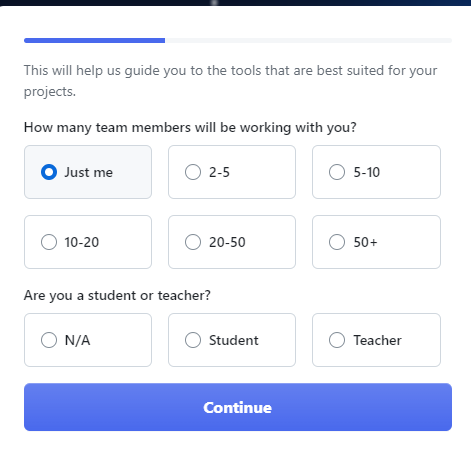 This will help us guide you to the tools that are best suited for your
projects.
How many team members will be working with you?
Just me
2-5
5-10
10-20
20-50
50+
Are you a student or teacher?
N/A
Student
Teacher
Continue